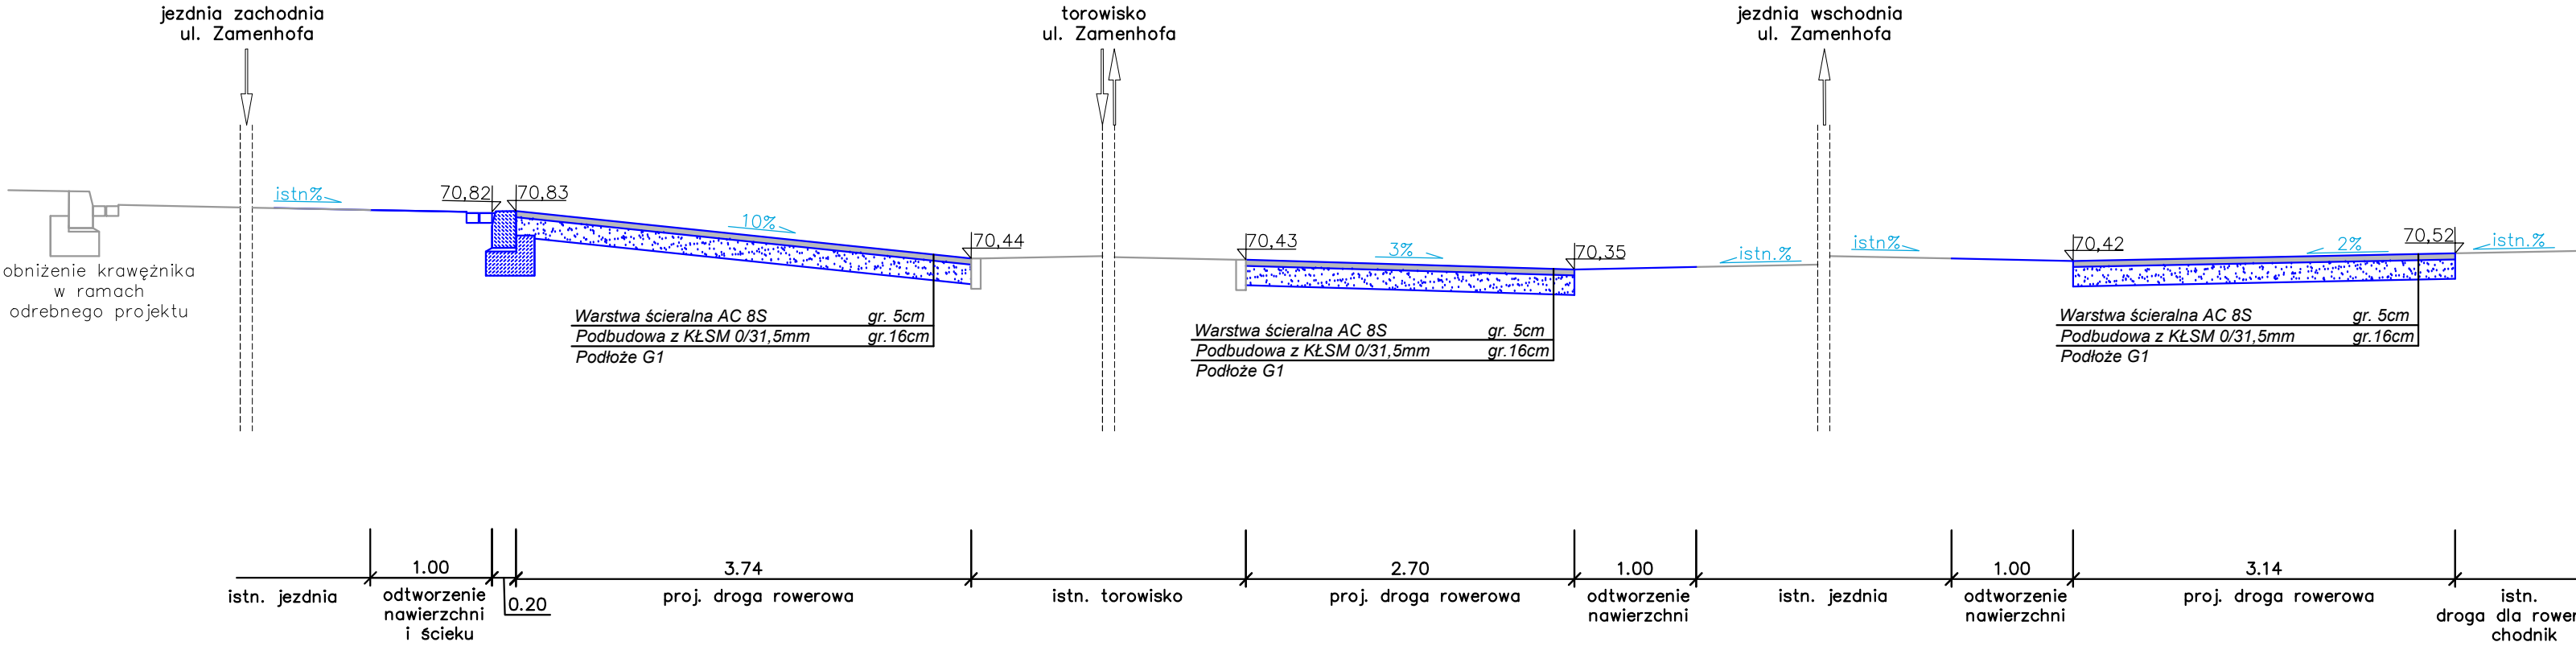 jezdnia zachodnia
ul. Zamenhofa
torowisko
ul. Zamenhofa
jezdnia wschodnia
ul. Zamenhofa
istn%
70,82
70,83
10%
70,44
70,43
3%
70,35
istn.%
istn%
70,42
2%
70,52
istn.%
obniżenie krawężnika
w ramach
odrebnego projektu
Warstwa ścieralna AC 8S gr. 5cm
Podbudowa z KŁSM 0/31,5mm gr.16cm
Podłoże G1
Warstwa ścieralna AC 8S gr. 5cm
Podbudowa z KŁSM 0/31,5mm gr.16cm
Podłoże G1
Warstwa ścieralna AC 8S gr. 5cm
Podbudowa z KŁSM 0/31,5mm gr.16cm
Podłoże G1
1.00
3.74
2.70
1.00
1.00
3.14
istn. jezdnia
odtworzenie
nawierzchni
i ścieku
0.20
proj. droga rowerowa
istn. torowisko
proj. droga rowerowa
odtworzenie
nawierzchni
istn. jezdnia
odtworzenie
nawierzchni
proj. droga rowerowa
istn.
droga dla rower
chodnik